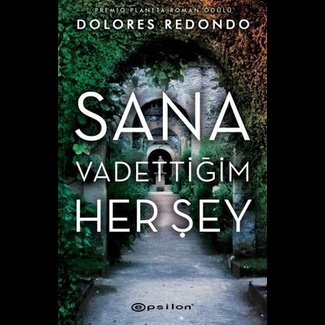 PREMIO PLANETA ROMAN ÖDÜLÜ
DOLORES REDONDO
SANA
VADETTİĞİM
HER ŞEY
epsilon